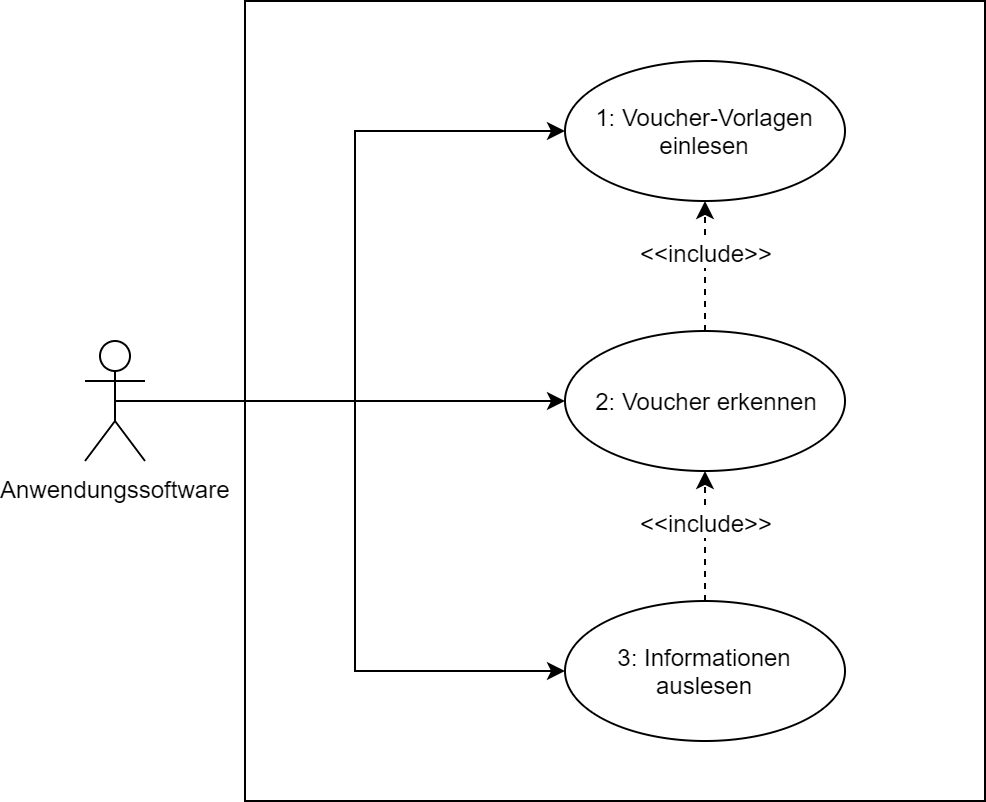 1: Voucher-Vorlagen
einlesen
<<include>>
2: Voucher erkennen
Anwendungssoftware
<<include>>
3: Informationen
auslesen